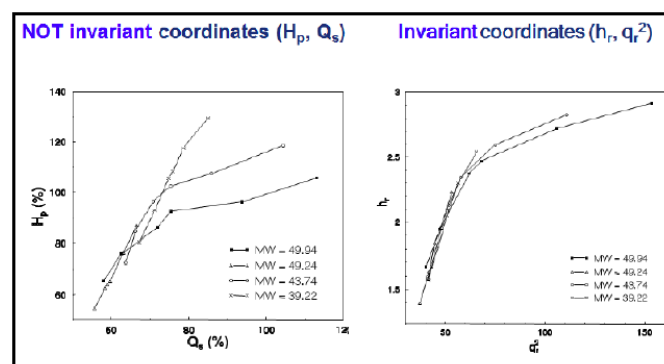 NOT invariant coordinates (Hp, Qs)
Invariant coordinates (hr, qr²)
140
120
100
80
60
Hp (%)
MW = 49.94
MW = 49.24
MW = 43.74
MW = 39.22
60
80
100
12
Qs (%)
3
2.5
2
1.5
hr
MW = 49.94
MW = 49.24
MW = 43.74
MW = 39.22
50
100
150
qr²